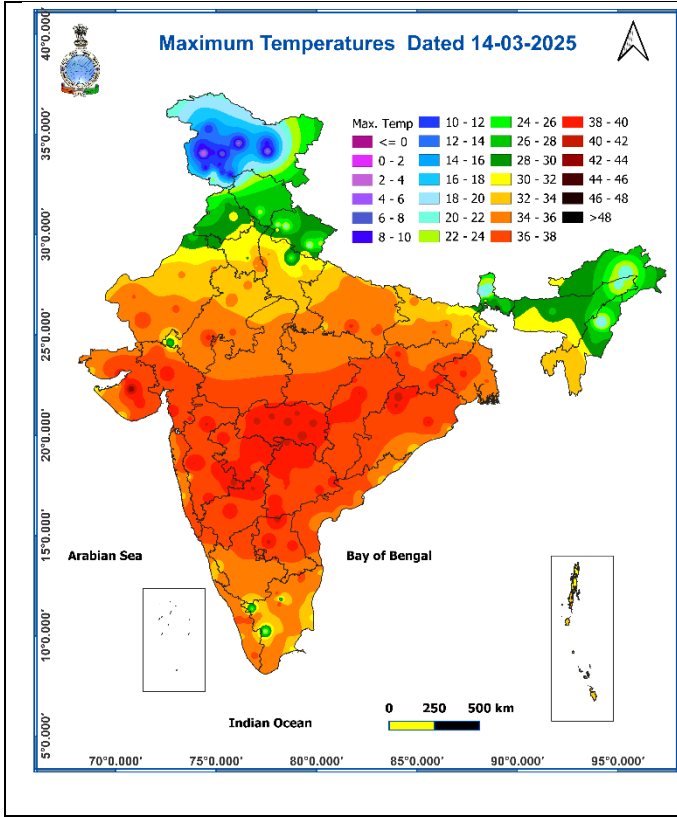 Maximum Temperatures Dated 14-03-2025
Max. Temp
<= 0
0 - 2
2 - 4
4 - 6
6 - 8
8 - 10
10 - 12
12 - 14
14 - 16
16 - 18
18 - 20
20 - 22
22 - 24
24 - 26
26 - 28
28 - 30
30 - 32
32 - 34
34 - 36
36 - 38
38 - 40
40 - 42
42 - 44
44 - 46
46 - 48
>48
40°0.000'
35°0.000'
30°0.000'
25°0.000'
20°0.000'
15°0.000'
10°0.000'
5°0.000'
Arabian Sea
Bay of Bengal
Indian Ocean
0 250 500 km
70°0.000' 75°0.000' 80°0.000' 85°0.000' 90°0.000' 95°0.000'